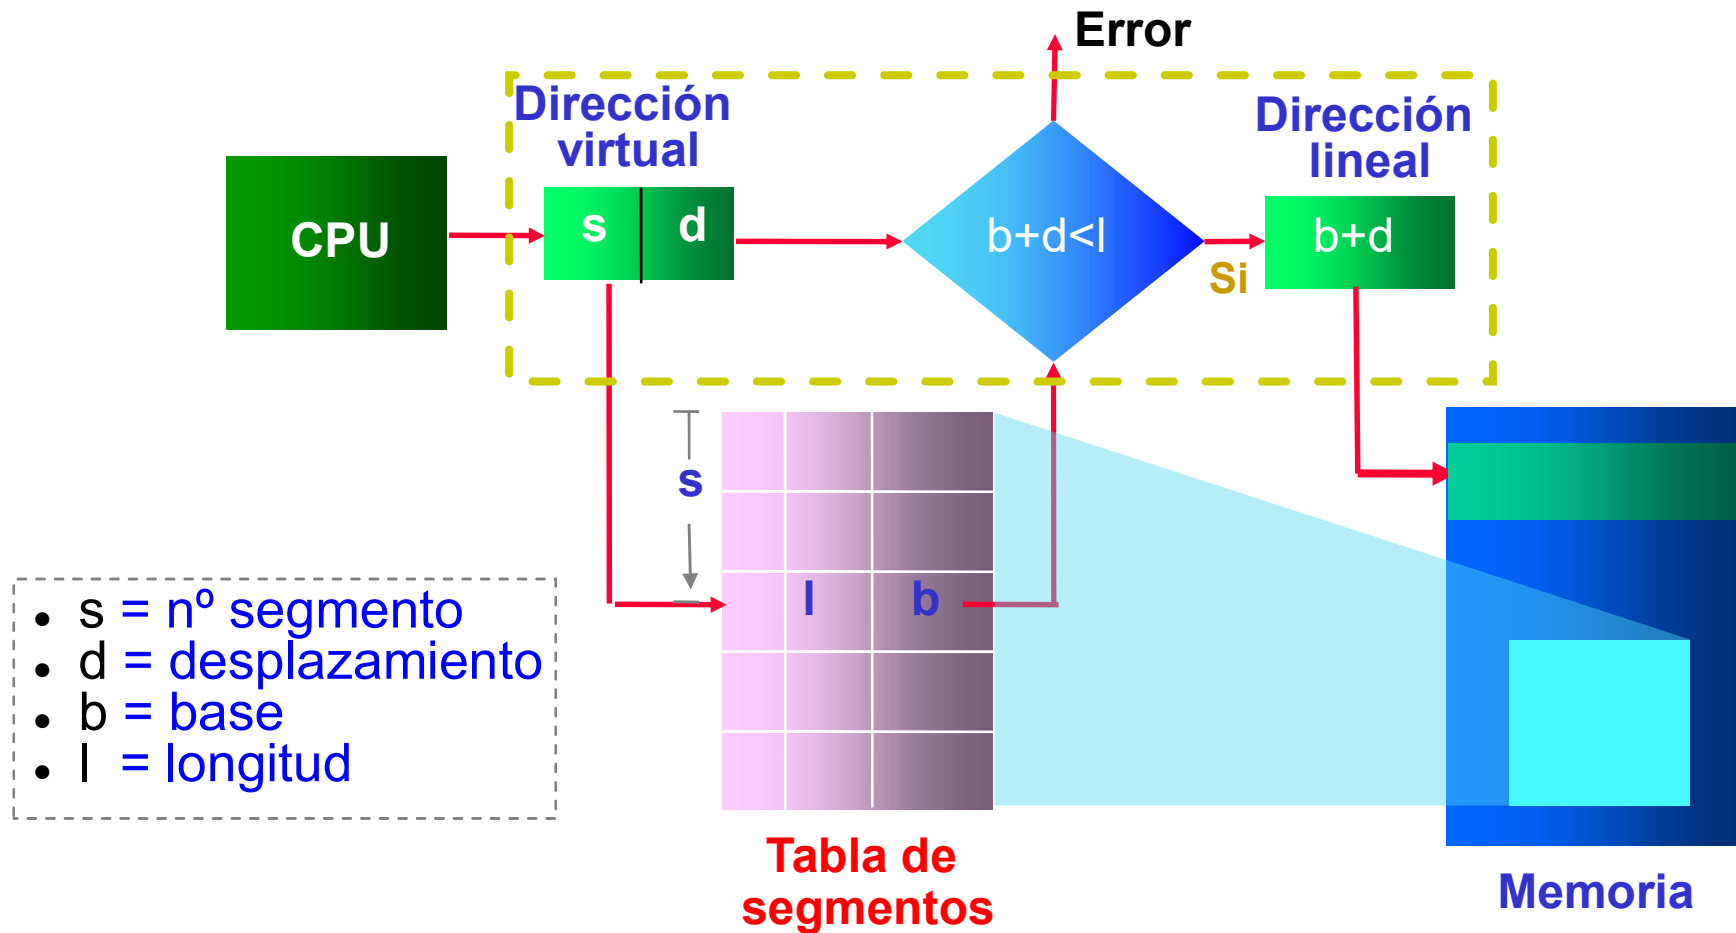 Error
Dirección
virtual
Dirección
lineal
CPU
s d
b+d<l
Si
b+d
s
l b
• s = nº segmento
• d = desplazamiento
• b = base
• l = longitud
Tabla de
segmentos
Memoria